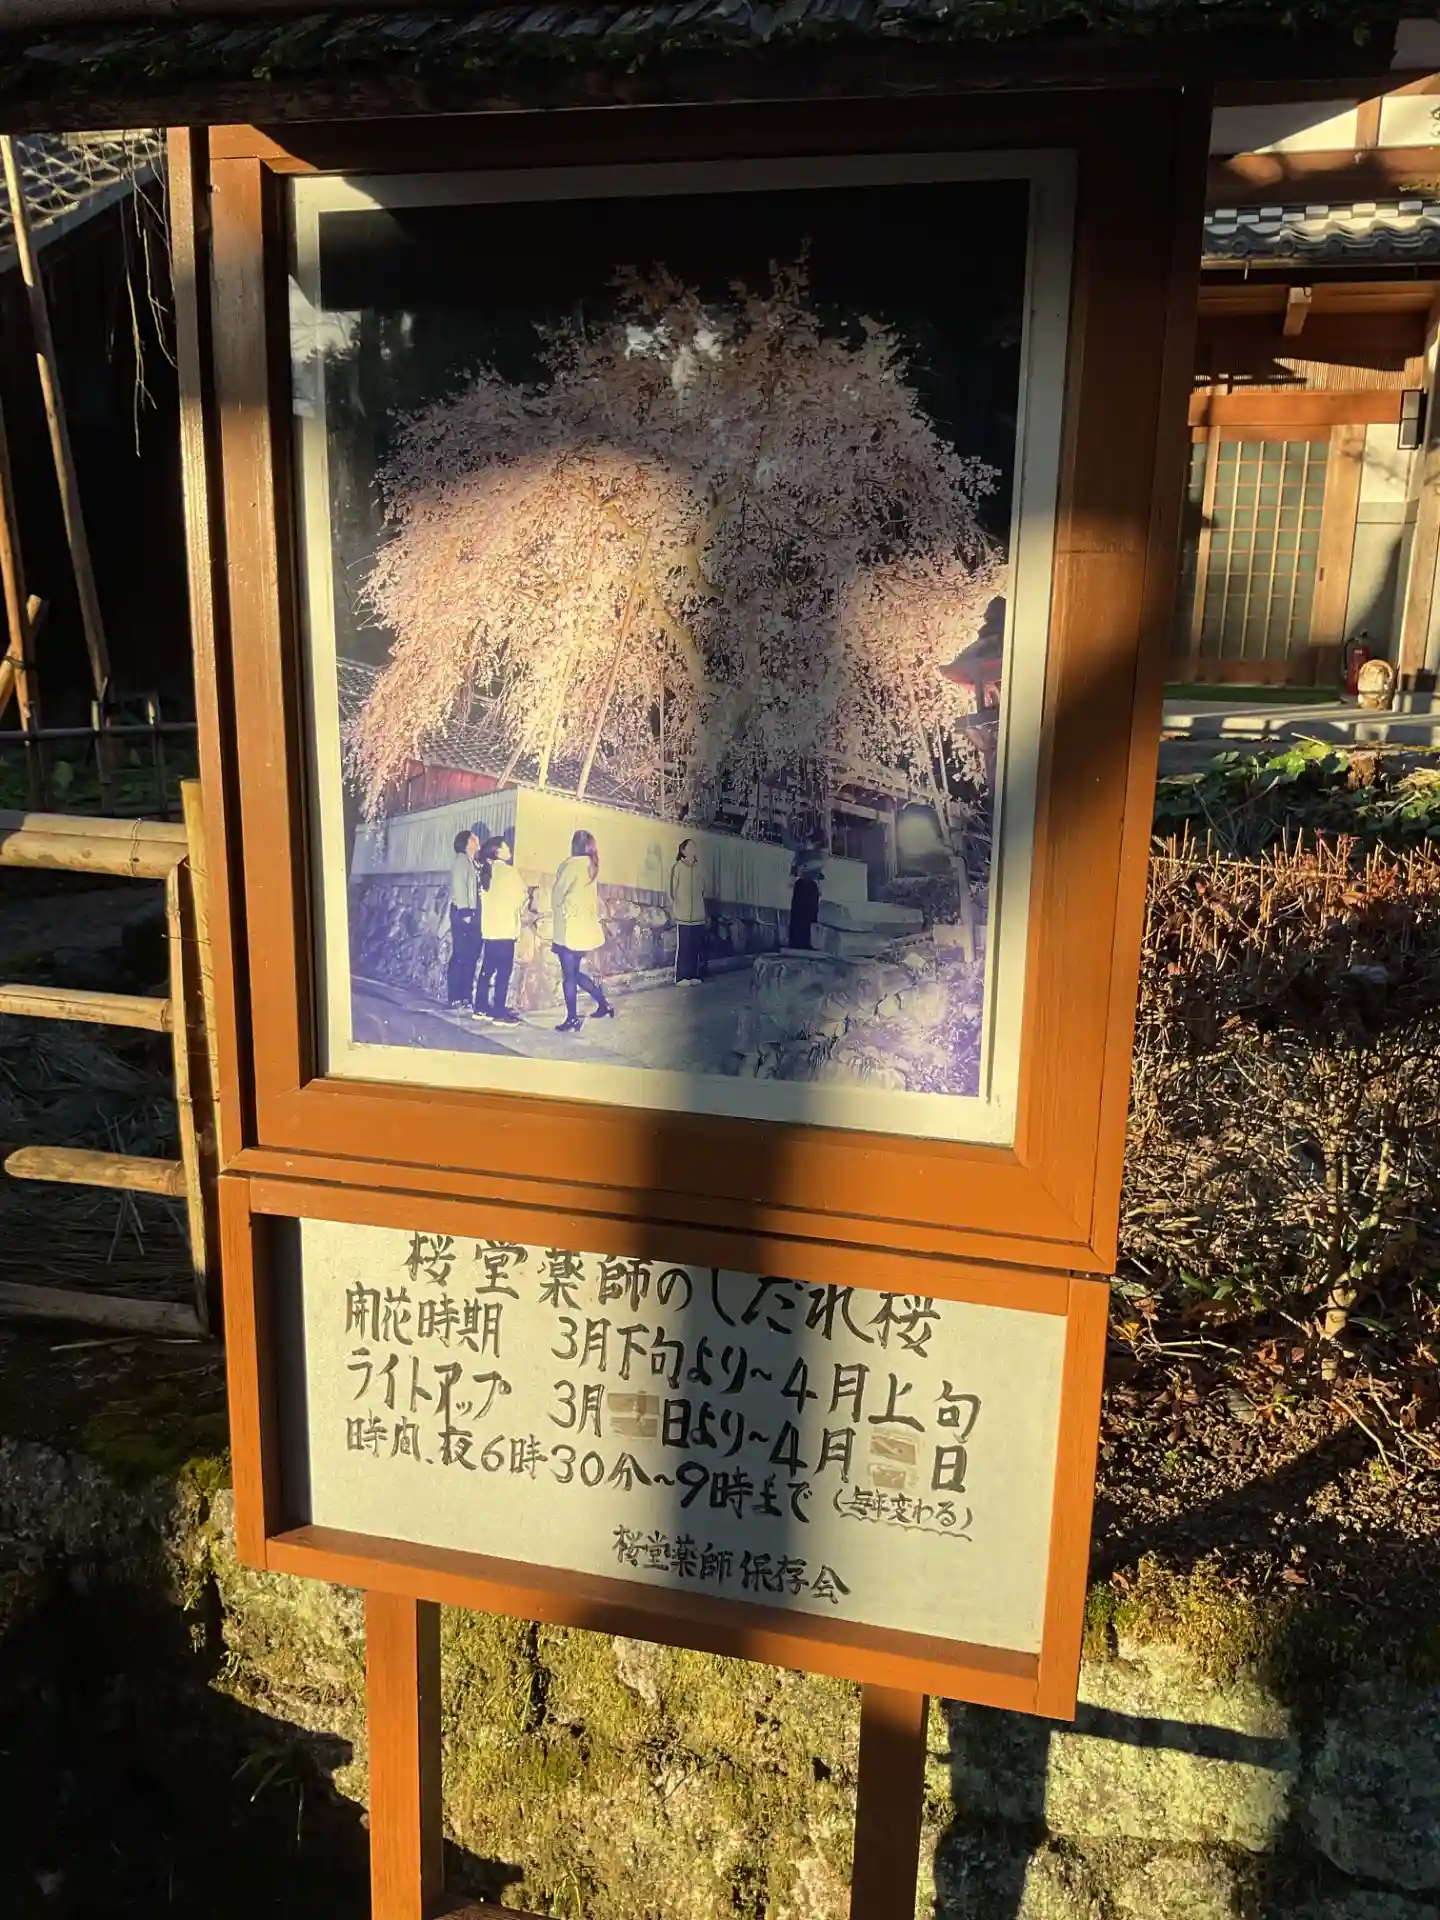 桜堂薬師のしだれ桜
開花時期 3月下旬より~4月上旬
ライトアップ 3月 日より~4月 日
時間、夜6時30分~9時まで(毎年変わる)
桜堂薬師保存会